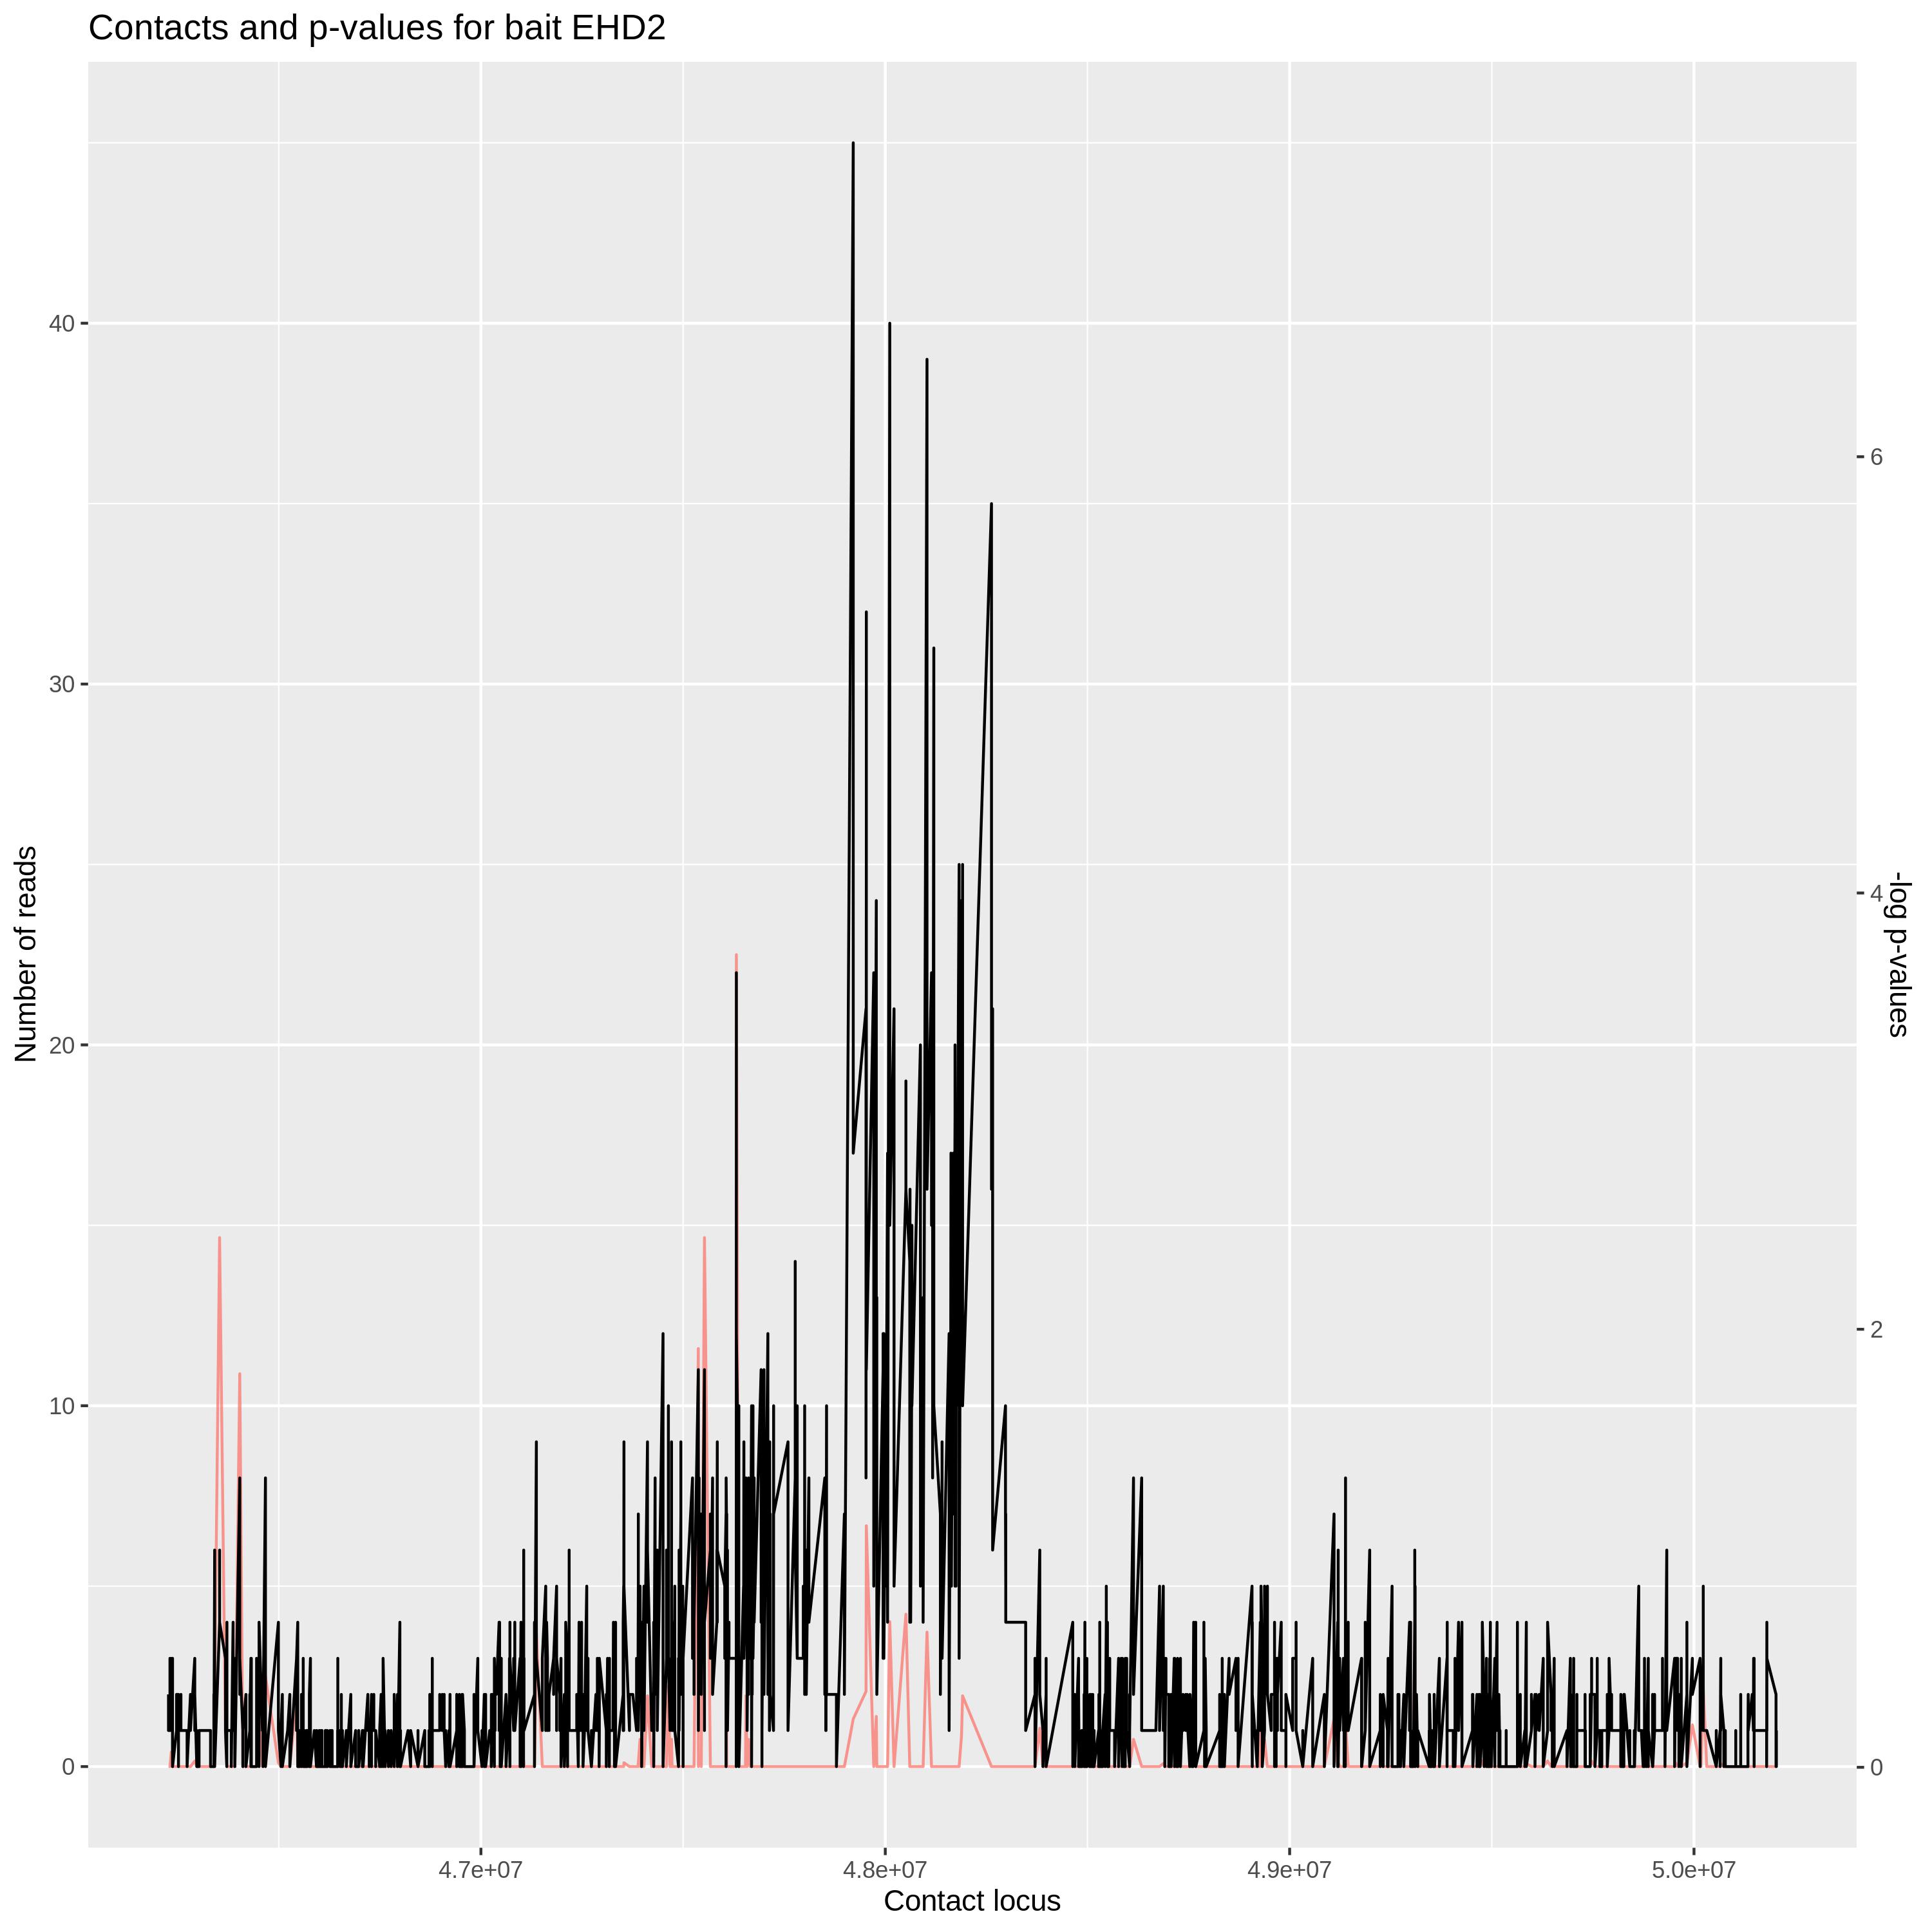 Contacts and p-values for bait EHD2
40
30
20
10
0
Number of reads
6
4
2
0
-log p-values
4.7e+07
4.8e+07
4.9e+07
5.0e+07
Contact locus